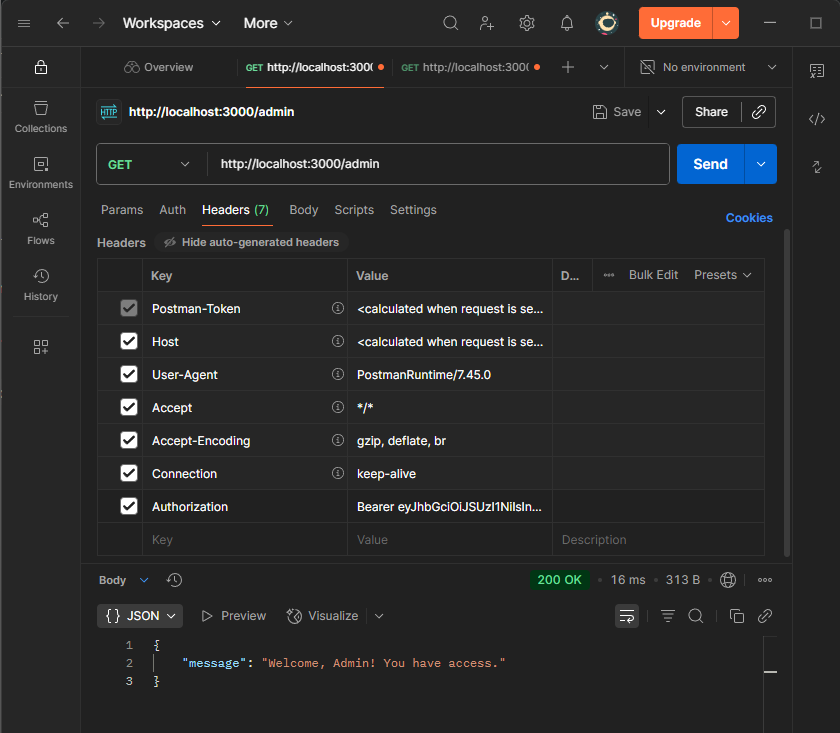 Workspaces More Upgrade
Overview GET http://localhost:300( GET http://localhost:300( No environment
HTTP http://localhost:3000/admin Save Share
GET http://localhost:3000/admin Send
Params Auth Headers (7) Body Scripts Settings
Cookies
Headers Hide auto-generated headers
Key Value D... Bulk Edit Presets
Postman-Token <calculated when request is se...
Host <calculated when request is se...
User-Agent PostmanRuntime/7.45.0
Accept */*
Accept-Encoding gzip, deflate, br
Connection keep-alive
Authorization Bearer eyJhbGciOiJSUzI1NiIsIn...
Key Value Description
Collections
Environments
Flows
History
Body 200 OK • 16 ms • 313 B
{ } JSON Preview Visualize
1 {
2 "message": "Welcome, Admin! You have access."
3 }